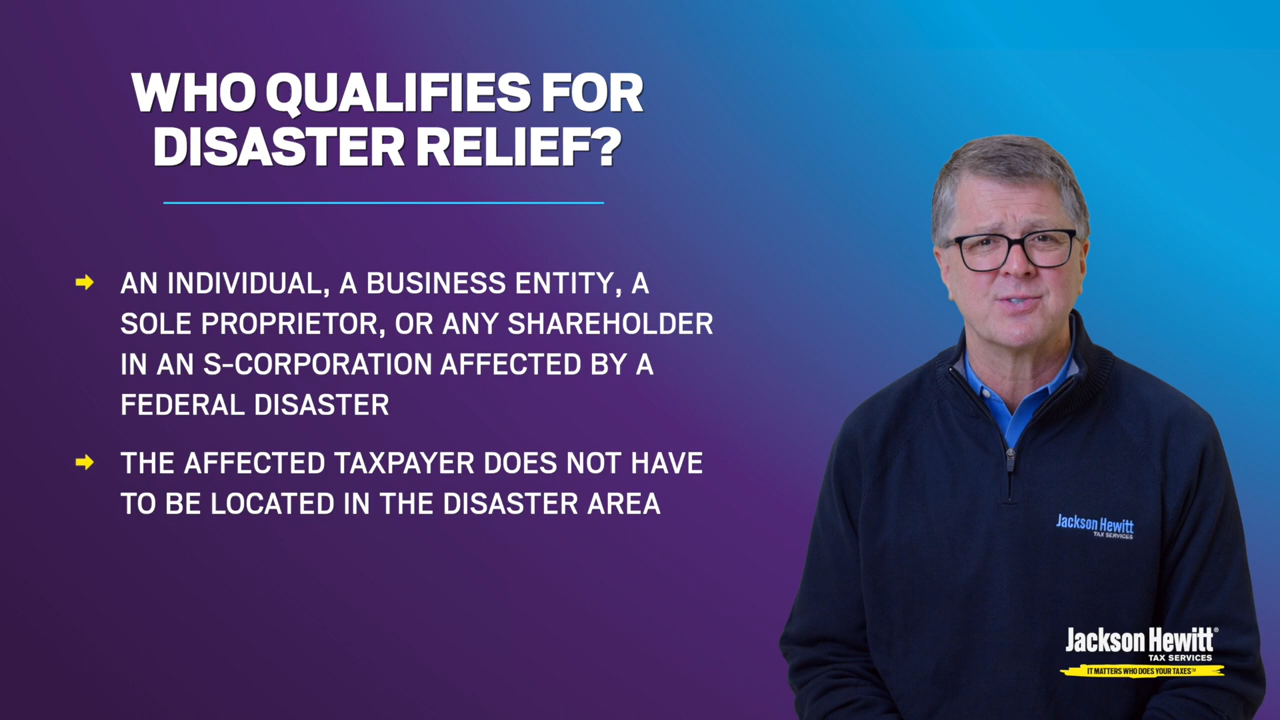 WHO QUALIFIES FOR
DISASTER RELIEF?
AN INDIVIDUAL, A BUSINESS ENTITY, A
SOLE PROPRIETOR, OR ANY SHAREHOLDER
IN AN S-CORPORATION AFFECTED BY A
FEDERAL DISASTER
THE AFFECTED TAXPAYER DOES NOT HAVE
TO BE LOCATED IN THE DISASTER AREA
Jackson Hewitt
TAX SERVICES
Jackson Hewitt®
TAX SERVICES
IT MATTERS WHO DOES YOUR TAXES™